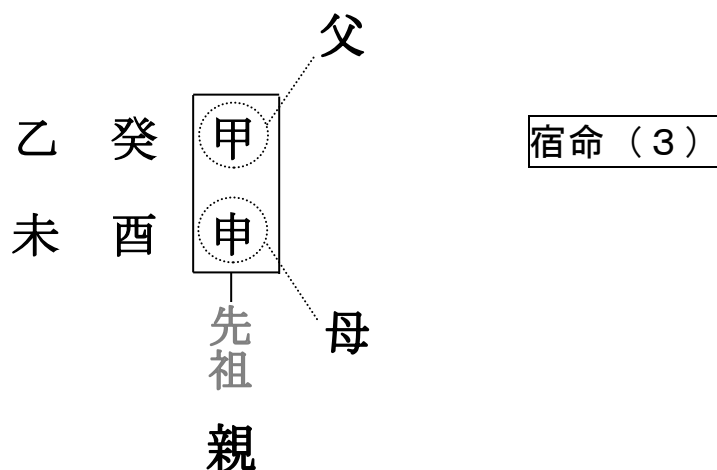 父
乙 癸 甲
宿命（３）
未 酉 申
先祖
母
親